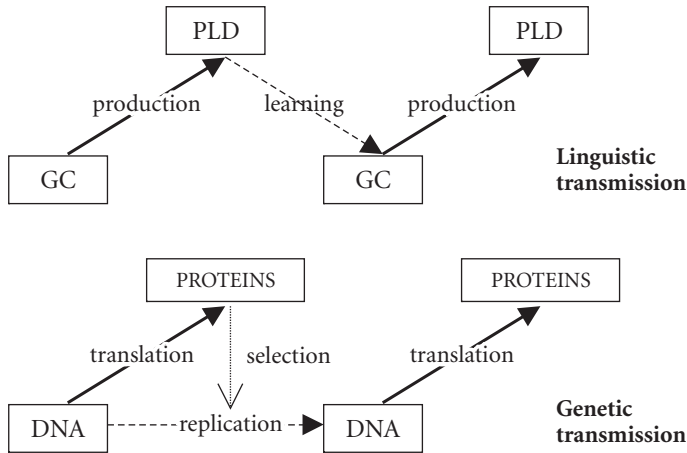 PLD
PLD
production
learning
production
GC
GC
Linguistic
transmission
PROTEINS
PROTEINS
translation
selection
translation
DNA
replication
DNA
Genetic
transmission